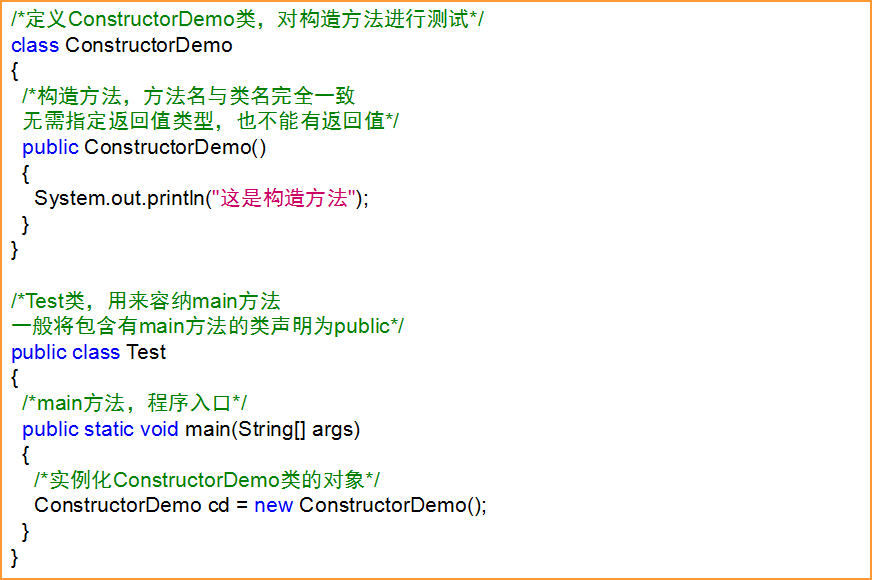 /*定义ConstructorDemo类，对构造方法进行测试*/
class ConstructorDemo
{
/*构造方法，方法名与类名完全一致
无需指定返回值类型，也不能有返回值*/
public ConstructorDemo()
{
System.out.println("这是构造方法");
}
}
/*Test类，用来容纳main方法
一般将包含有main方法的类声明为public*/
public class Test
{
/*main方法，程序入口*/
public static void main(String[] args)
{
/*实例化ConstructorDemo类的对象*/
ConstructorDemo cd = new ConstructorDemo();
}
}